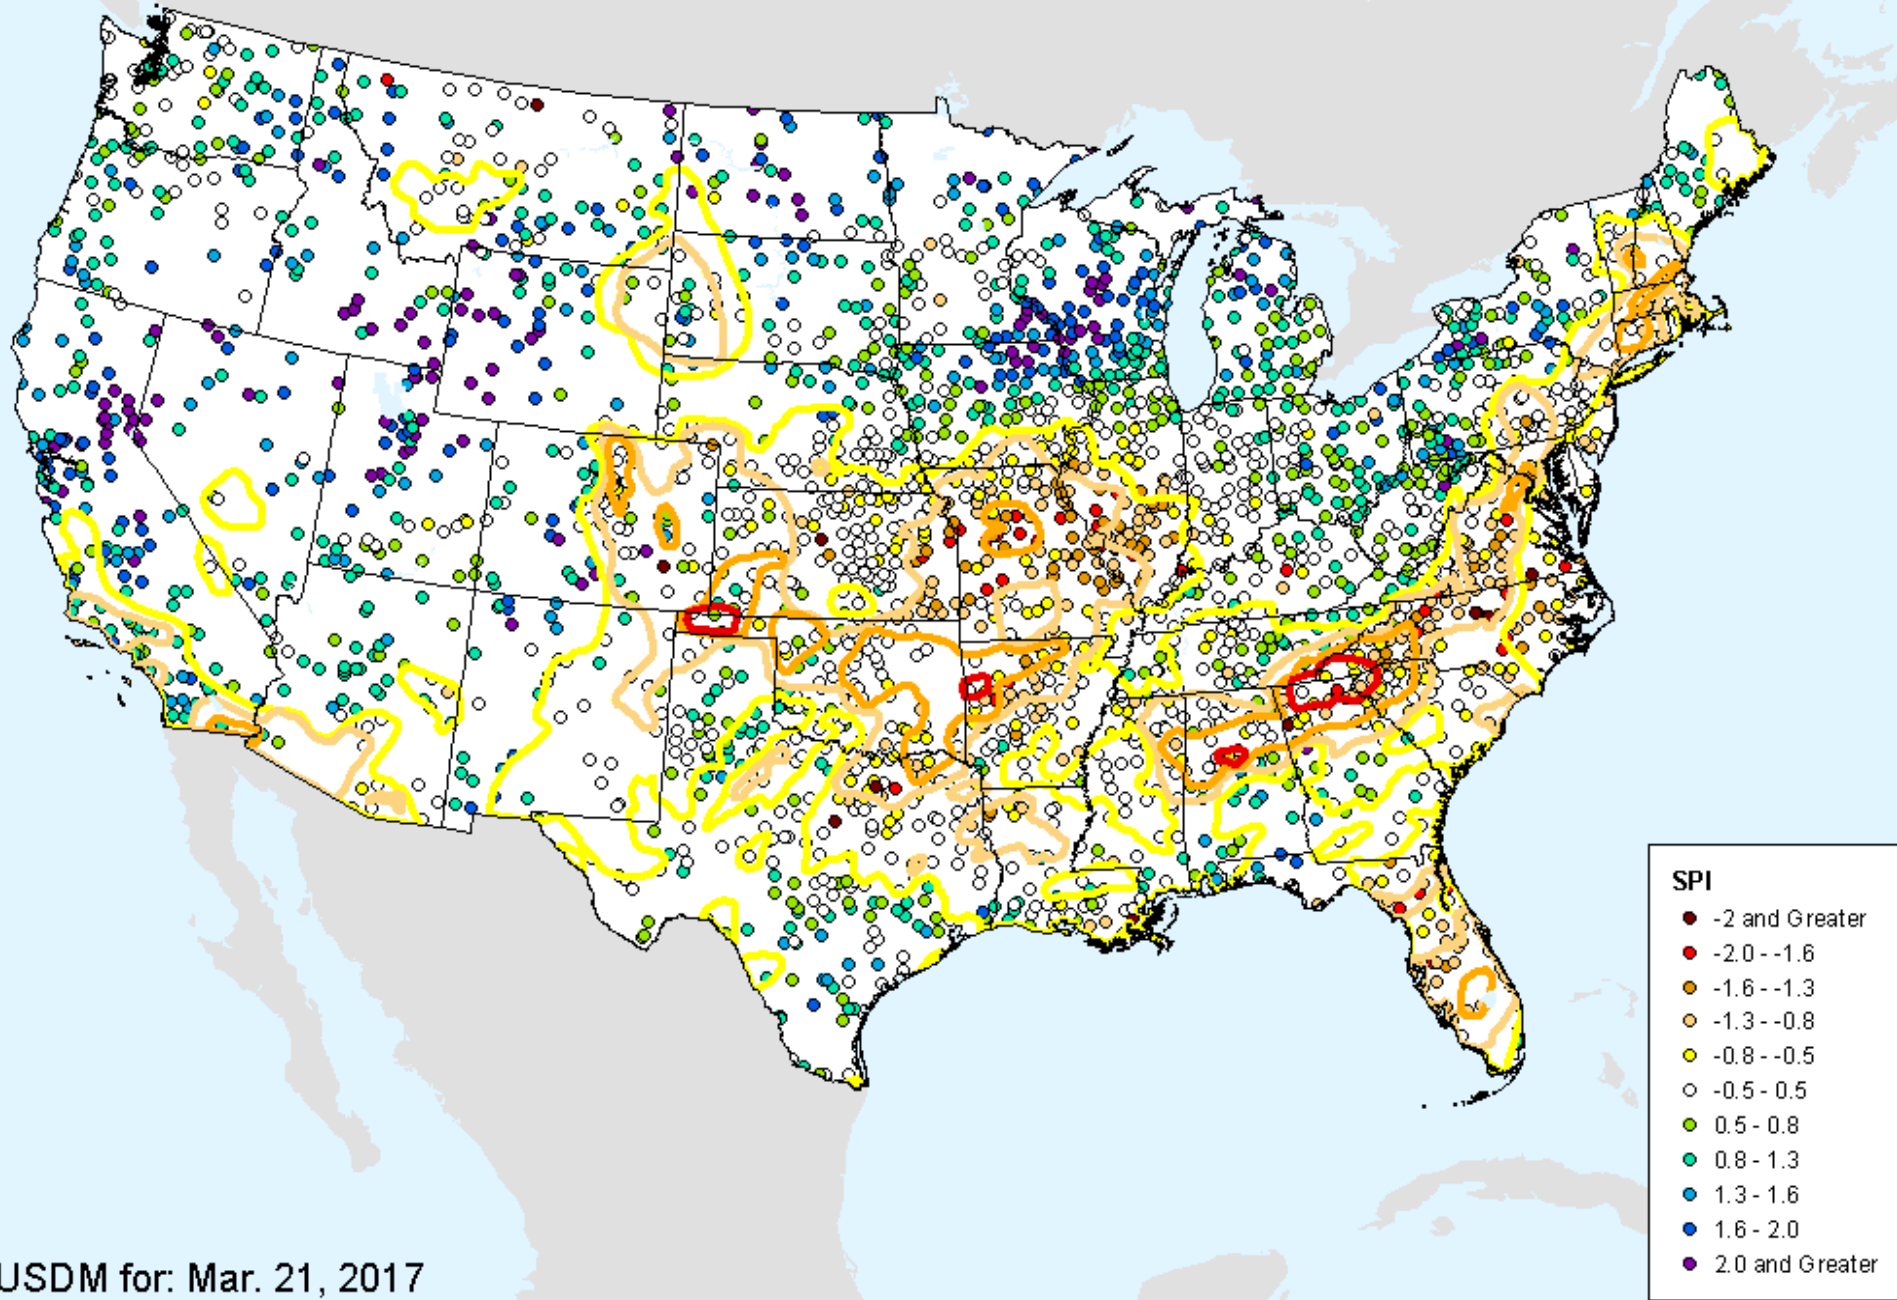 SPI
-2 and Greater
-2.0 - -1.6
-1.6 - -1.3
-1.3 - -0.8
-0.8 - -0.5
-0.5 - 0.5
0.5 - 0.8
0.8 - 1.3
1.3 - 1.6
1.6 - 2.0
2.0 and Greater
USDM for: Mar. 21, 2017